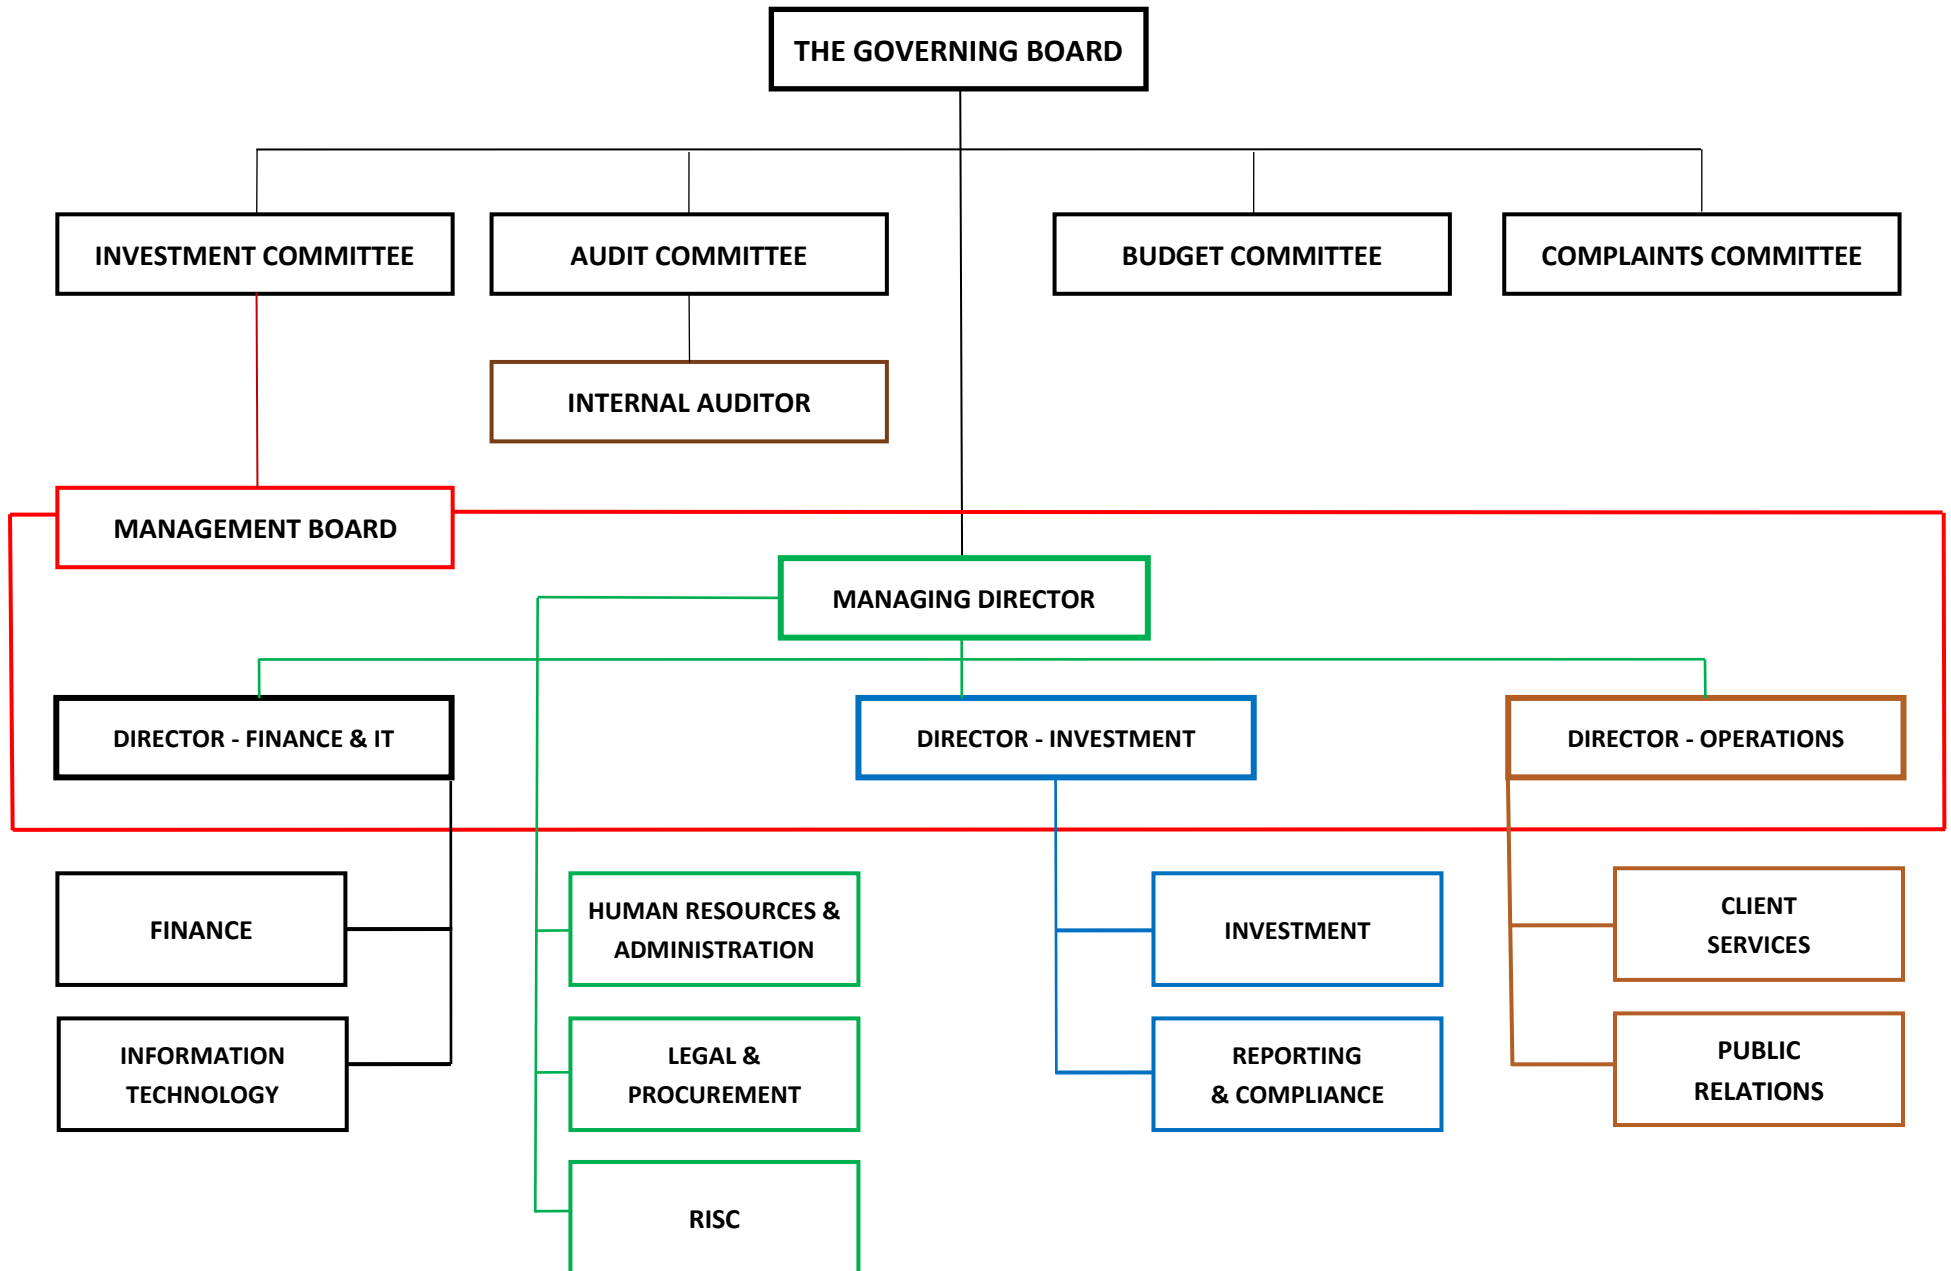 THE GOVERNING BOARD
INVESTMENT COMMITTEE
AUDIT COMMITTEE
BUDGET COMMITTEE
COMPLAINTS COMMITTEE
INTERNAL AUDITOR
MANAGEMENT BOARD
MANAGING DIRECTOR
DIRECTOR - FINANCE & IT
DIRECTOR - INVESTMENT
DIRECTOR - OPERATIONS
FINANCE
HUMAN RESOURCES &
ADMINISTRATION
INVESTMENT
CLIENT
SERVICES
INFORMATION
TECHNOLOGY
LEGAL &
PROCUREMENT
REPORTING
& COMPLIANCE
PUBLIC
RELATIONS
RISC